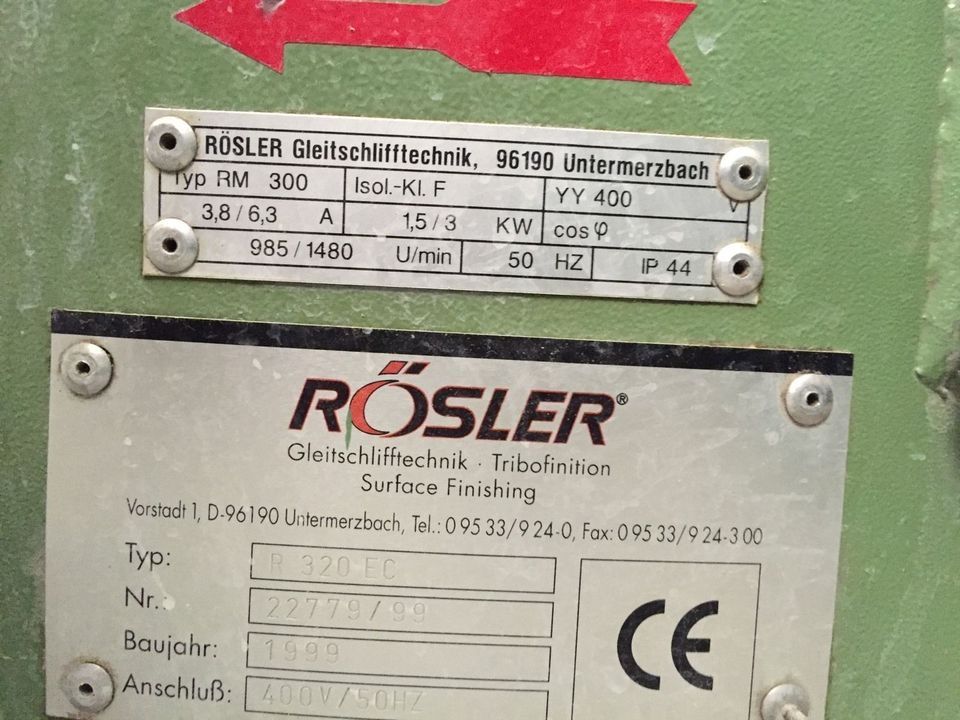 RÖSLER Gleitschlifftechnik, 96190 Untermerzbach
Typ RM 300 Isol.-Kl. F YY 400 V
3,8/6,3 A 1,5/3 KW cos φ
985/1480 U/min 50 HZ IP 44
RÖSLER®
Gleitschlifftechnik · Tribofinition
Surface Finishing
Vorstadt 1, D-96190 Untermerzbach, Tel.: 0 95 33/9 24-0, Fax: 0 95 33/9 24-3 00
Typ: R 320 EC
Nr.: 22779/99
Baujahr: 1999
Anschluß: 400V/50HZ
CE